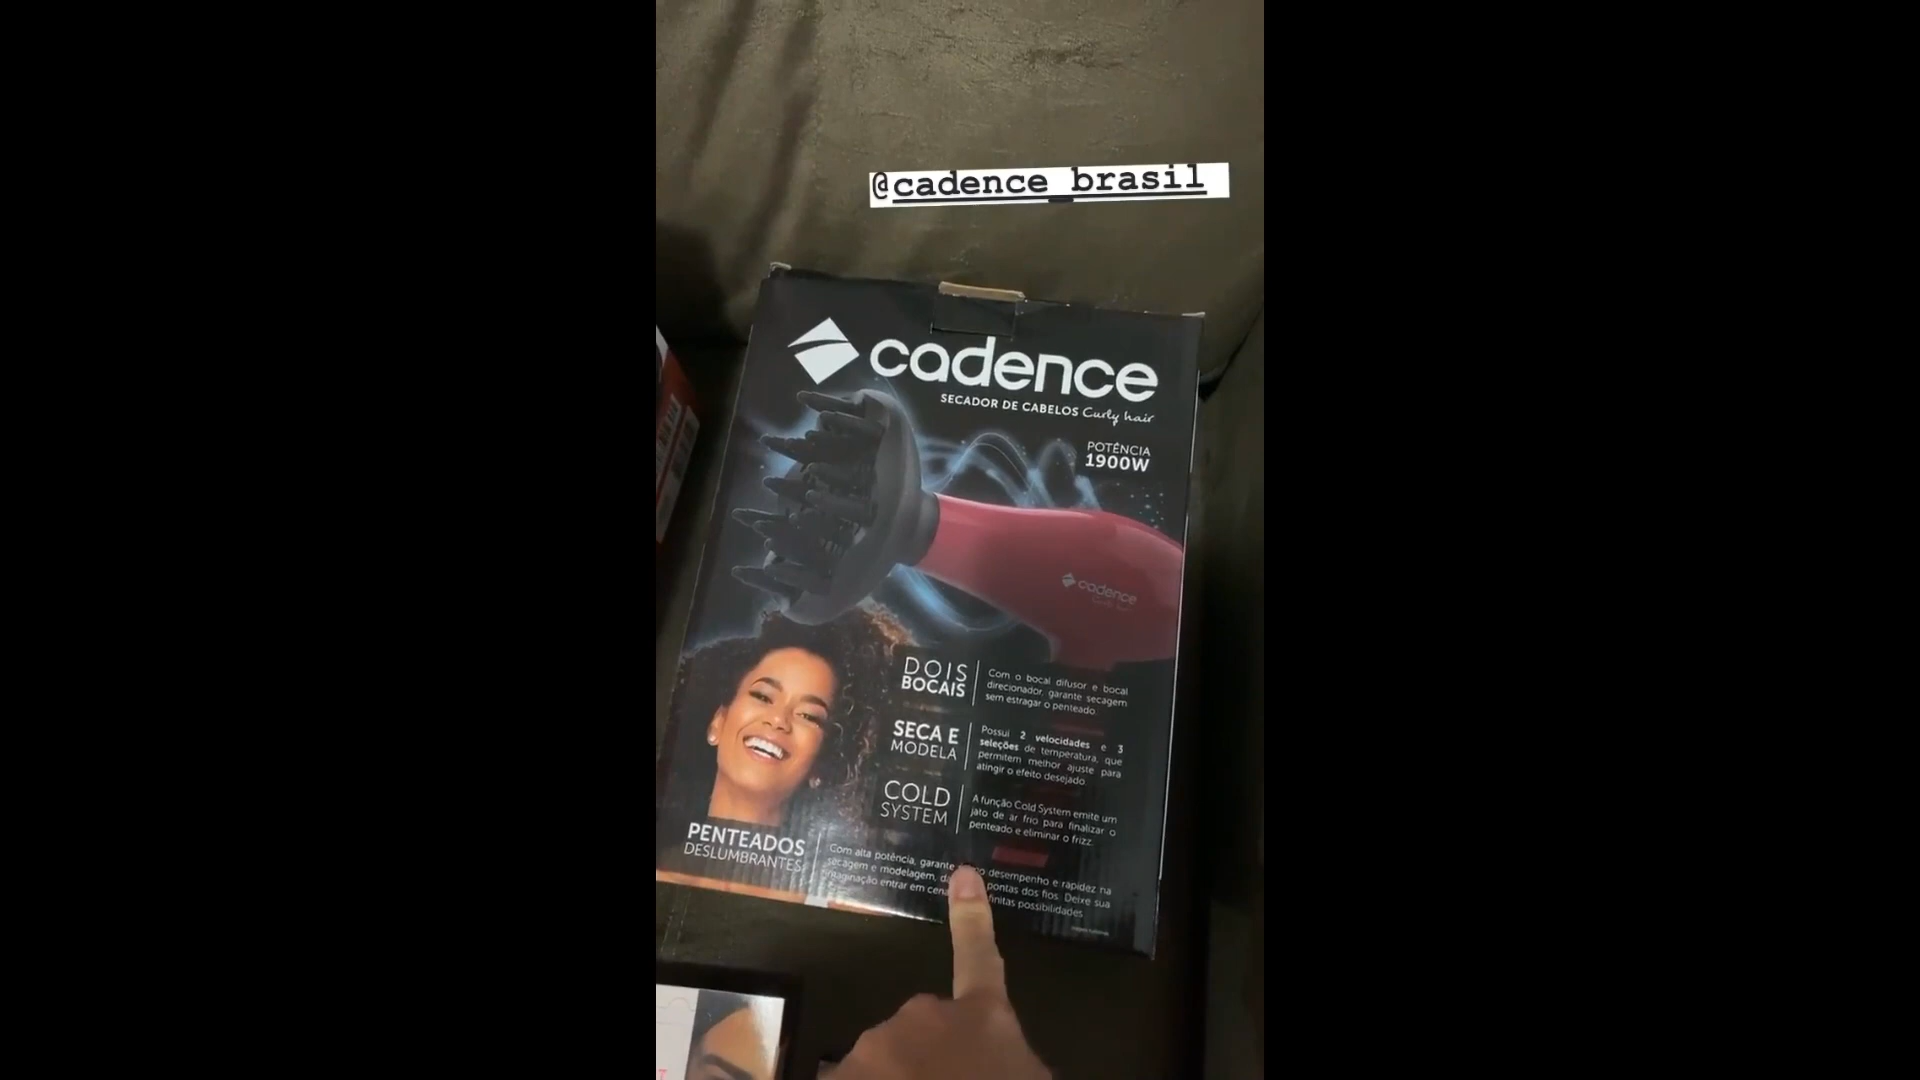 @cadence_brasil
cadence
SECADOR DE CABELOS Curly hair
POTÊNCIA
1900W
cadence
DOIS
BOCAIS
Com o bocal difusor e bocal
direcionador, garante secagem
sem estragar o penteado.
SECA E
MODELA
Possui 2 velocidades e 3
seleções de temperatura, que
permitem melhor ajuste para
atingir o efeito desejado.
COLD
SYSTEM
A função Cold System emite um
jato de ar frio para finalizar o
penteado e eliminar o frizz.
PENTEADOS
DESLUMBRANTES
Com alta potência, garante desempenho e rapidez na
secagem e modelagem, pontas dos fios. Deixe sua
imaginação entrar em cena possibilidades